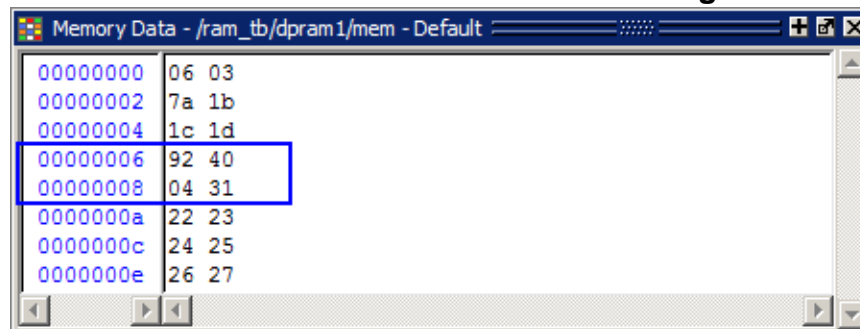 Memory Data - /ram_tb/dpram1/mem - Default
00000000 06 03
00000002 7a 1b
00000004 1c 1d
00000006 92 40
00000008 04 31
0000000a 22 23
0000000c 24 25
0000000e 26 27